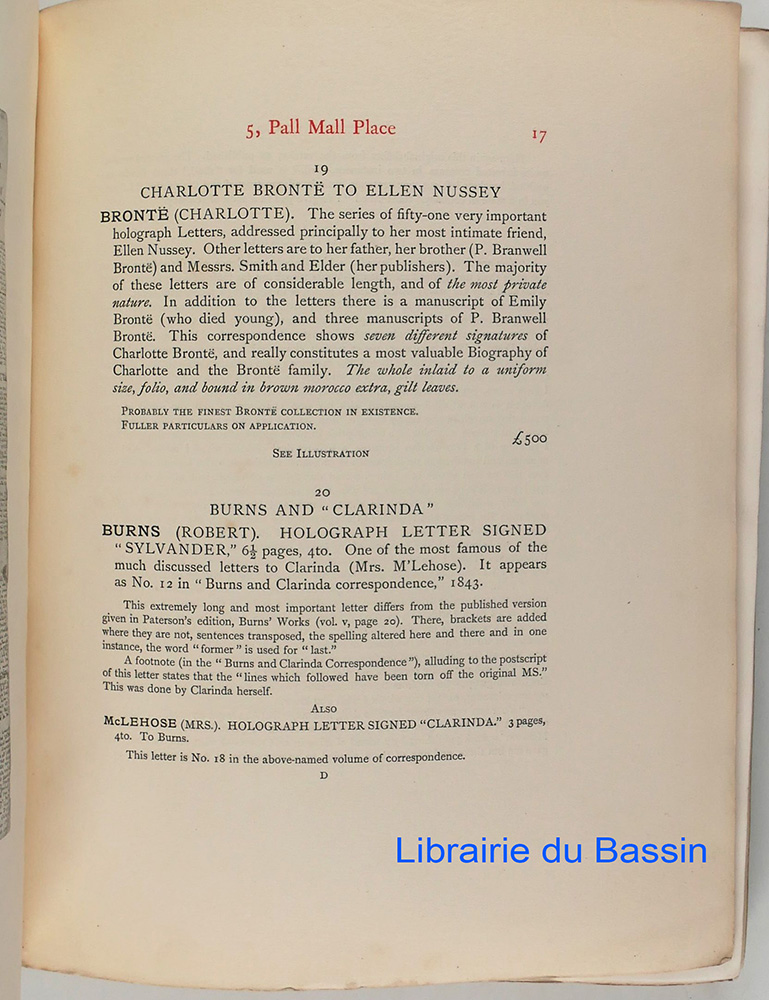 5, Pall Mall Place
17
19
CHARLOTTE BRONTË TO ELLEN NUSSEY
BRONTË (CHARLOTTE). The series of fifty-one very important
holograph Letters, addressed principally to her most intimate friend,
Ellen Nussey. Other letters are to her father, her brother (P. Branwell
Brontë) and Messrs. Smith and Elder (her publishers). The majority
of these letters are of considerable length, and of the most private
nature. In addition to the letters there is a manuscript of Emily
Brontë (who died young), and three manuscripts of P. Branwell
Brontë. This correspondence shows seven different signatures of
Charlotte Brontë, and really constitutes a most valuable Biography of
Charlotte and the Brontë family. The whole inlaid to a uniform
size, folio, and bound in brown morocco extra, gilt leaves.
PROBABLY THE FINEST BRONTË COLLECTION IN EXISTENCE.
FULLER PARTICULARS ON APPLICATION.
£500
SEE ILLUSTRATION
20
BURNS AND "CLARINDA"
BURNS (ROBERT). HOLOGRAPH LETTER SIGNED
"SYLVANDER," 6½ pages, 4to. One of the most famous of the
much discussed letters to Clarinda (Mrs. M'Lehose). It appears
as No. 12 in "Burns and Clarinda correspondence," 1843.
This extremely long and most important letter differs from the published version
given in Paterson's edition, Burns' Works (vol. v, page 20). There, brackets are added
where they are not, sentences transposed, the spelling altered here and there and in one
instance, the word "former" is used for "last."
A footnote (in the "Burns and Clarinda Correspondence"), alluding to the postscript
of this letter states that the "lines which followed have been torn off the original MS."
This was done by Clarinda herself.
ALSO
MCLEHOSE (MRS.). HOLOGRAPH LETTER SIGNED "CLARINDA." 3 pages,
4to. To Burns.
This letter is No. 18 in the above-named volume of correspondence.
D
Librairie du Bassin